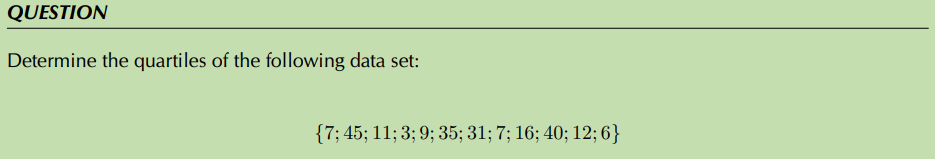 QUESTION
Determine the quartiles of the following data set:
{7; 45; 11; 3; 9; 35; 31; 7; 16; 40; 12; 6}